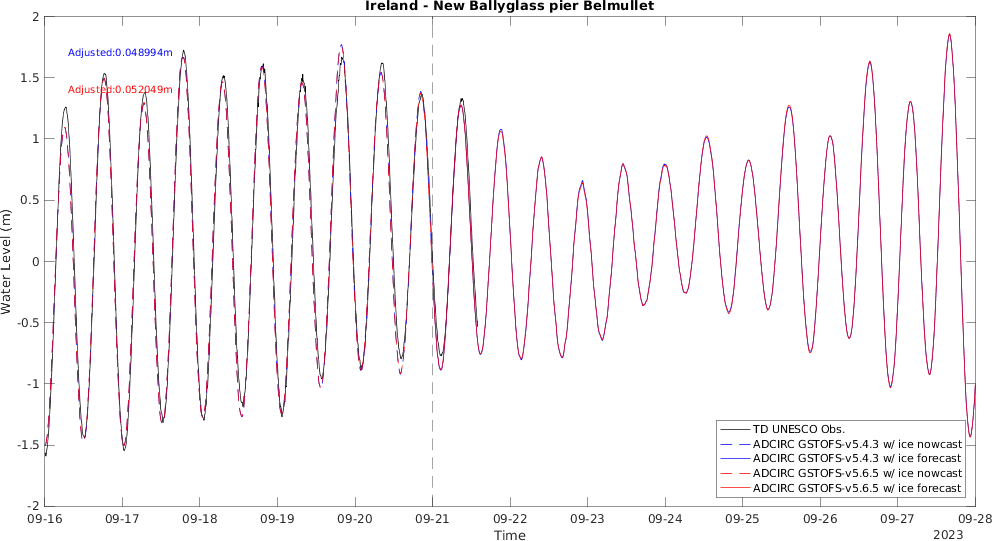 Ireland - New Ballyglass pier Belmullet
2
1.5
1
0.5
0
-0.5
-1
-1.5
-2
Water Level (m)
Adjusted:0.048994m
Adjusted:0.052049m
TD UNESCO Obs.
ADCIRC GSTOFS-v5.4.3 w/ ice nowcast
ADCIRC GSTOFS-v5.4.3 w/ ice forecast
ADCIRC GSTOFS-v5.6.5 w/ ice nowcast
ADCIRC GSTOFS-v5.6.5 w/ ice forecast
09-16 09-17 09-18 09-19 09-20 09-21 09-22 09-23 09-24 09-25 09-26 09-27 09-28
Time
2023